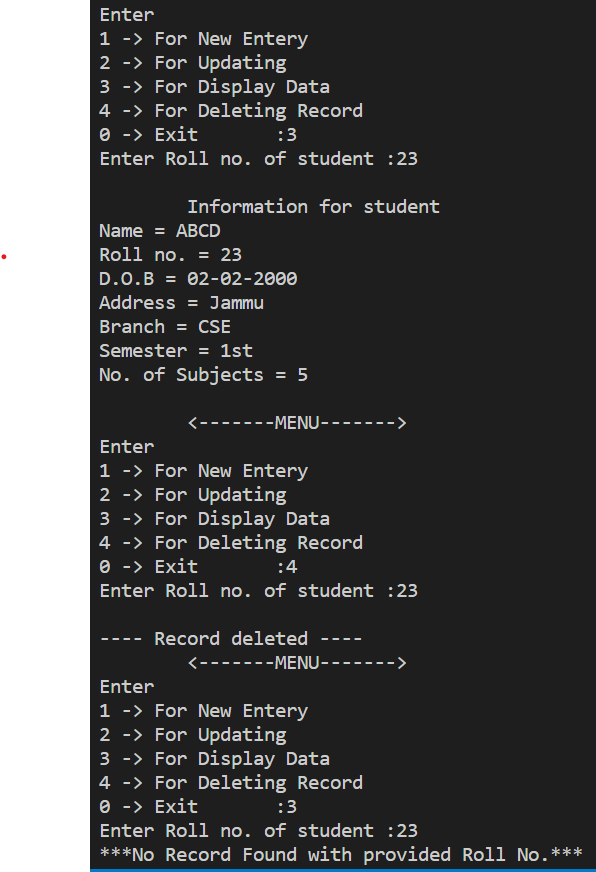 Enter
1 -> For New Entery
2 -> For Updating
3 -> For Display Data
4 -> For Deleting Record
0 -> Exit       :3
Enter Roll no. of student :23
Information for student
Name = ABCD
Roll no. = 23
D.O.B = 02-02-2000
Address = Jammu
Branch = CSE
Semester = 1st
No. of Subjects = 5
<-------MENU------->
Enter
1 -> For New Entery
2 -> For Updating
3 -> For Display Data
4 -> For Deleting Record
0 -> Exit       :4
Enter Roll no. of student :23
---- Record deleted ----
<-------MENU------->
Enter
1 -> For New Entery
2 -> For Updating
3 -> For Display Data
4 -> For Deleting Record
0 -> Exit       :3
Enter Roll no. of student :23
***No Record Found with provided Roll No.***